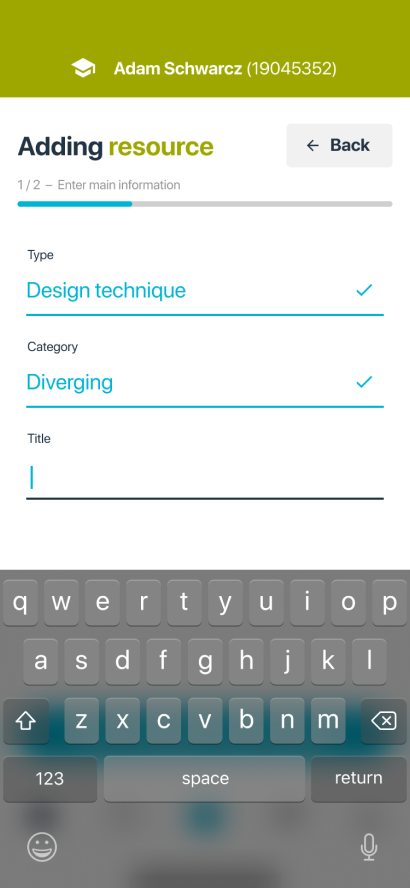 Adam Schwarcz (19045352)
Adding resource
Back
1 / 2 – Enter main information
Type
Design technique
Category
Diverging
Title
q w e r t y u i o p
a s d f g h j k l
z x c v b n m
123 space return